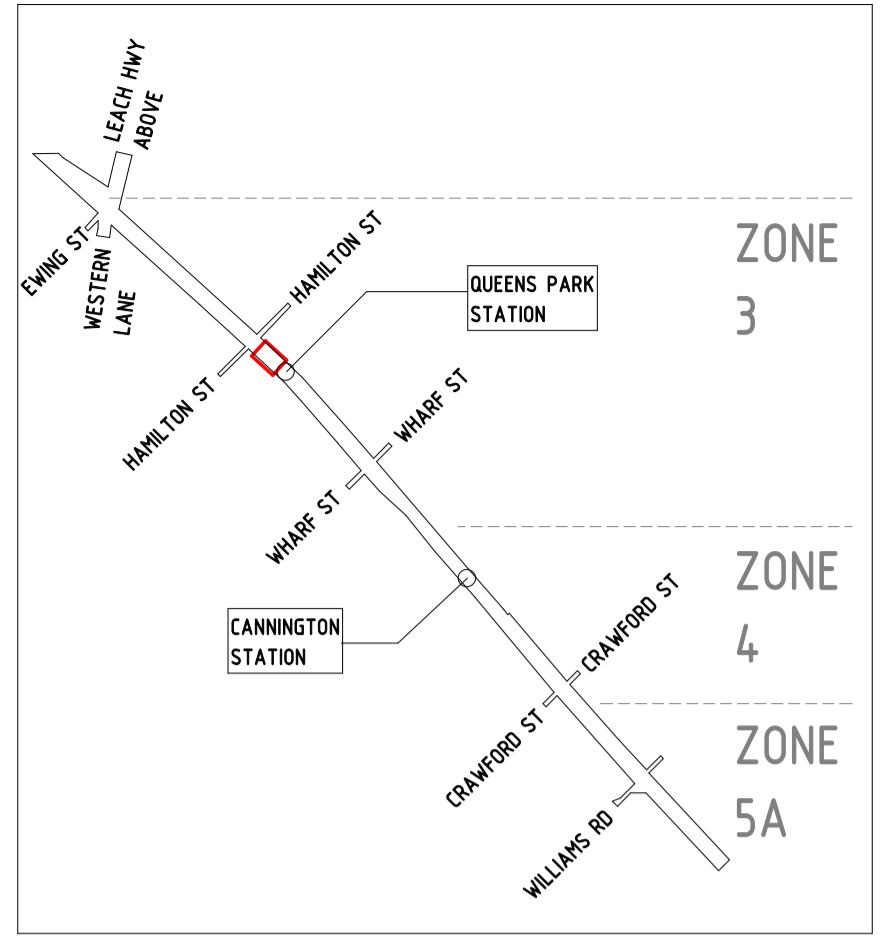 LEACH HWY
ABOVE
EWING ST
WESTERN
LANE
HAMILTON ST
ZONE
3
QUEENS PARK
STATION
HAMILTON ST
WHARF ST
WHARF ST
ZONE
4
CANNINGTON
STATION
CRAWFORD ST
CRAWFORD ST
ZONE
5A
WILLIAMS RD